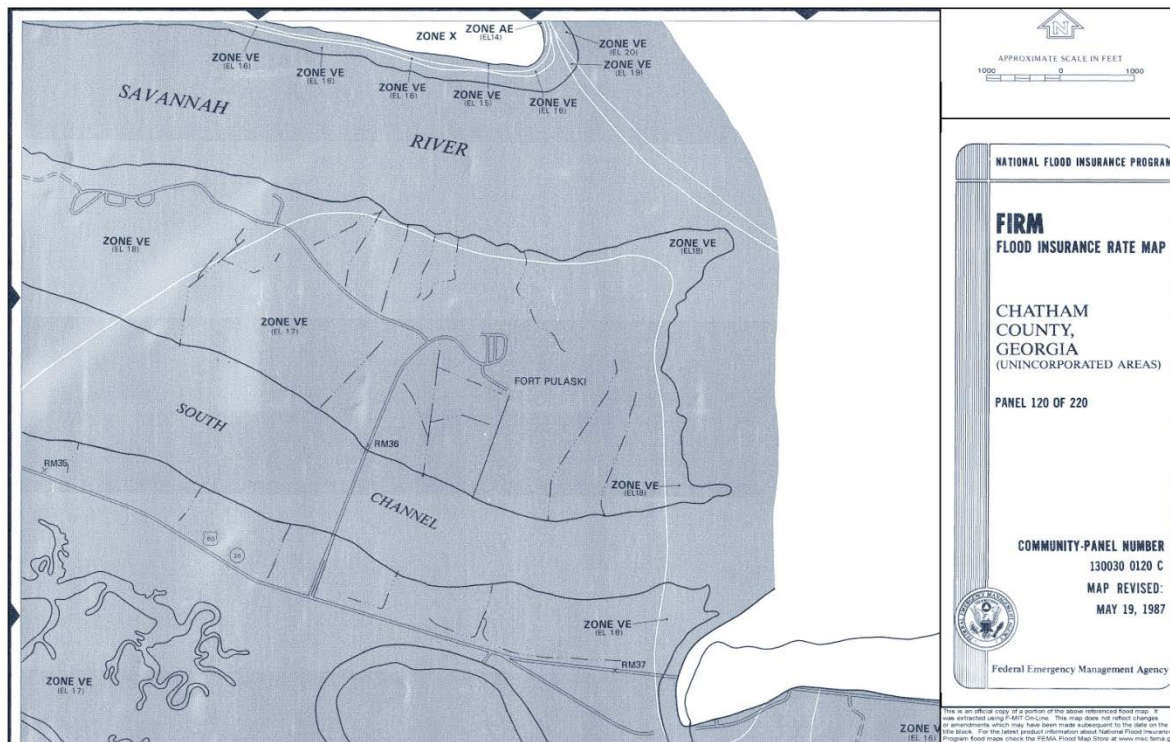 ZONE X
ZONE AE
(EL14)
ZONE VE
(EL 20)
ZONE VE
(EL 19)
ZONE VE
(EL 16)
ZONE VE
(EL 18)
ZONE VE
(EL 16)
ZONE VE
(EL 15)
ZONE VE
(EL 16)
SAVANNAH
RIVER
ZONE VE
(EL 18)
ZONE VE
(EL18)
ZONE VE
(EL 17)
FORT PULASKI
SOUTH
RM36
RM35
CHANNEL
ZONE VE
(EL18)
80
26
ZONE VE
(EL 18)
RM37
ZONE VE
(EL 17)
ZONE V
(EL 16)
N
APPROXIMATE SCALE IN FEET
1000 0 1000
NATIONAL FLOOD INSURANCE PROGRAM
FIRM
FLOOD INSURANCE RATE MAP
CHATHAM
COUNTY,
GEORGIA
(UNINCORPORATED AREAS)
PANEL 120 OF 220
COMMUNITY-PANEL NUMBER
130030 0120 C
MAP REVISED:
MAY 19, 1987
FEDERAL EMERGENCY MANAGEMENT AGENCY
Federal Emergency Management Agency
This is an official copy of a portion of the above referenced flood map. It
was extracted using F-MIT On-Line. This map does not reflect changes
or amendments which may have been made subsequent to the date on the
title block. For the latest product information about National Flood Insurance
Program flood maps check the FEMA Flood Map Store at www.msc.fema.g